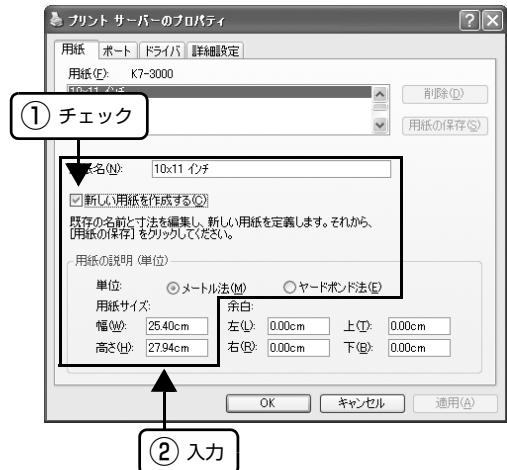 プリント サーバーのプロパティ
用紙 ポート ドライバ 詳細設定
用紙(F): K7-3000
10x11 インチ
削除(D)
① チェック
用紙の保存(S)
紙名(N): 10x11 インチ
新しい用紙を作成する(C)
既存の名前と寸法を編集し、新しい用紙を定義します。それから、
[用紙の保存] をクリックしてください。
用紙の説明 (単位)
単位: メートル法(M) ヤードポンド法(E)
用紙サイズ: 余白:
幅(W): 25.40cm 左(L): 0.00cm 上(T): 0.00cm
高さ(H): 27.94cm 右(R): 0.00cm 下(B): 0.00cm
OK キャンセル 適用(A)
② 入力